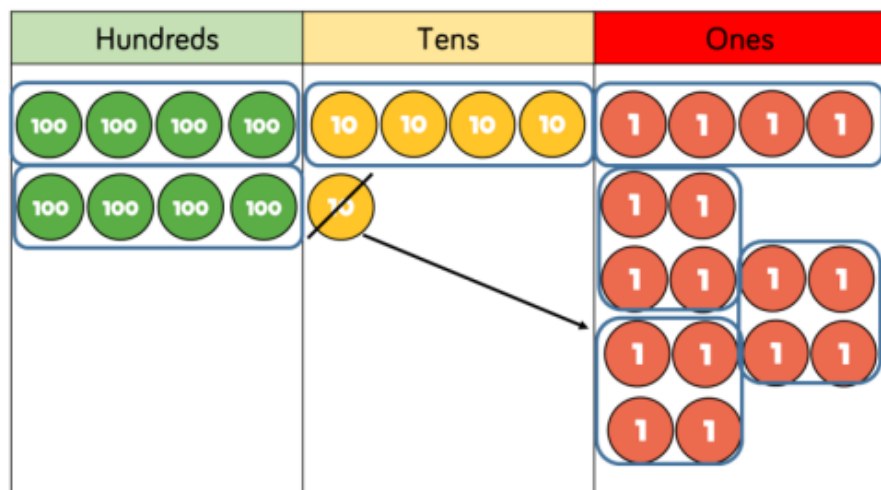 Hundreds Tens Ones
100 100 100 100 10 10 10 10 1 1 1 1
100 100 100 100 10 1 1
1 1 1 1
1 1 1 1
1 1